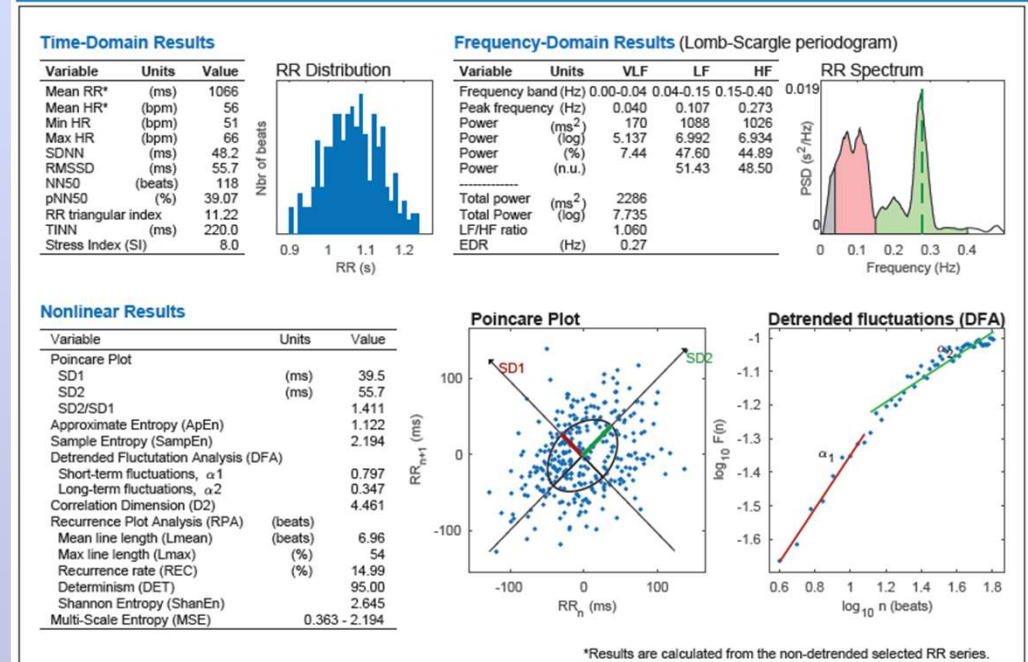 Time-Domain Results
Variable Units Value
Mean RR* (ms) 1066
Mean HR* (bpm) 56
Min HR (bpm) 51
Max HR (bpm) 66
SDNN (ms) 48.2
RMSSD (ms) 55.7
NN50 (beats) 118
pNN50 (%) 39.07
RR triangular index 11.22
TINN (ms) 220.0
Stress Index (SI) 8.0
RR Distribution
Nbr of beats
0.9 1 1.1 1.2
RR (s)
Frequency-Domain Results (Lomb-Scargle periodogram)
Variable Units VLF LF HF
Frequency band (Hz) 0.00-0.04 0.04-0.15 0.15-0.40
Peak frequency (Hz) 0.040 0.107 0.273
Power (ms²) 170 1088 1026
Power (log) 5.137 6.992 6.934
Power (%) 7.44 47.60 44.89
Power (n.u.) 51.43 48.50
-------------
Total power (ms²) 2286
Total Power (log) 7.735
LF/HF ratio 1.060
EDR (Hz) 0.27
RR Spectrum
0.019
PSD (s²/Hz)
0
0 0.1 0.2 0.3 0.4
Frequency (Hz)
Nonlinear Results
Variable Units Value
Poincare Plot
SD1 (ms) 39.5
SD2 (ms) 55.7
SD2/SD1 1.411
Approximate Entropy (ApEn) 1.122
Sample Entropy (SampEn) 2.194
Detrended Fluctutation Analysis (DFA)
Short-term fluctuations, α1 0.797
Long-term fluctuations, α2 0.347
Correlation Dimension (D2) 4.461
Recurrence Plot Analysis (RPA) (beats)
Mean line length (Lmean) (beats) 6.96
Max line length (Lmax) (%) 54
Recurrence rate (REC) (%) 14.99
Determinism (DET) 95.00
Shannon Entropy (ShanEn) 2.645
Multi-Scale Entropy (MSE) 0.363 - 2.194
Poincare Plot
SD1
SD2
100
0
-100
RRn+1 (ms)
-100 0 100
RRn (ms)
Detrended fluctuations (DFA)
-1
-1.1
-1.2
-1.3
-1.4
-1.5
-1.6
log10 F(n)
α2
α1
0.6 0.8 1 1.2 1.4 1.6 1.8
log10 n (beats)
*Results are calculated from the non-detrended selected RR series.